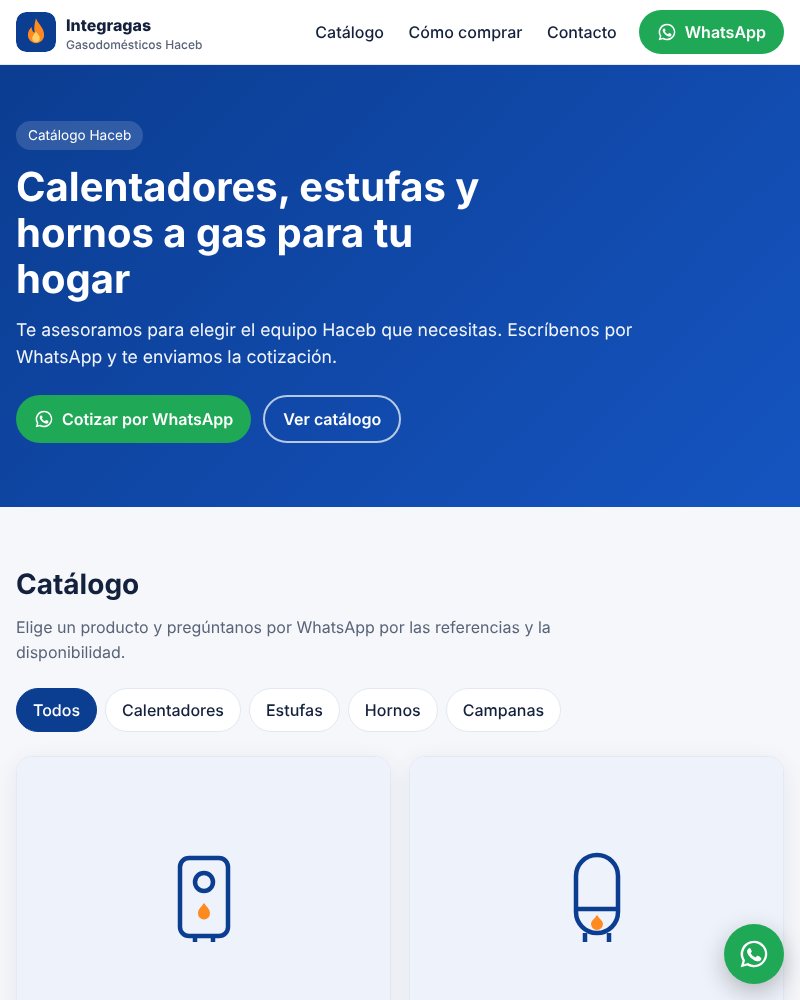 Integragas
Gasodomésticos Haceb
Catálogo
Cómo comprar
Contacto
WhatsApp
Catálogo Haceb
Calentadores, estufas y
hornos a gas para tu
hogar
Te asesoramos para elegir el equipo Haceb que necesitas. Escríbenos por
WhatsApp y te enviamos la cotización.
Cotizar por WhatsApp
Ver catálogo
Catálogo
Elige un producto y pregúntanos por WhatsApp por las referencias y la
disponibilidad.
Todos
Calentadores
Estufas
Hornos
Campanas